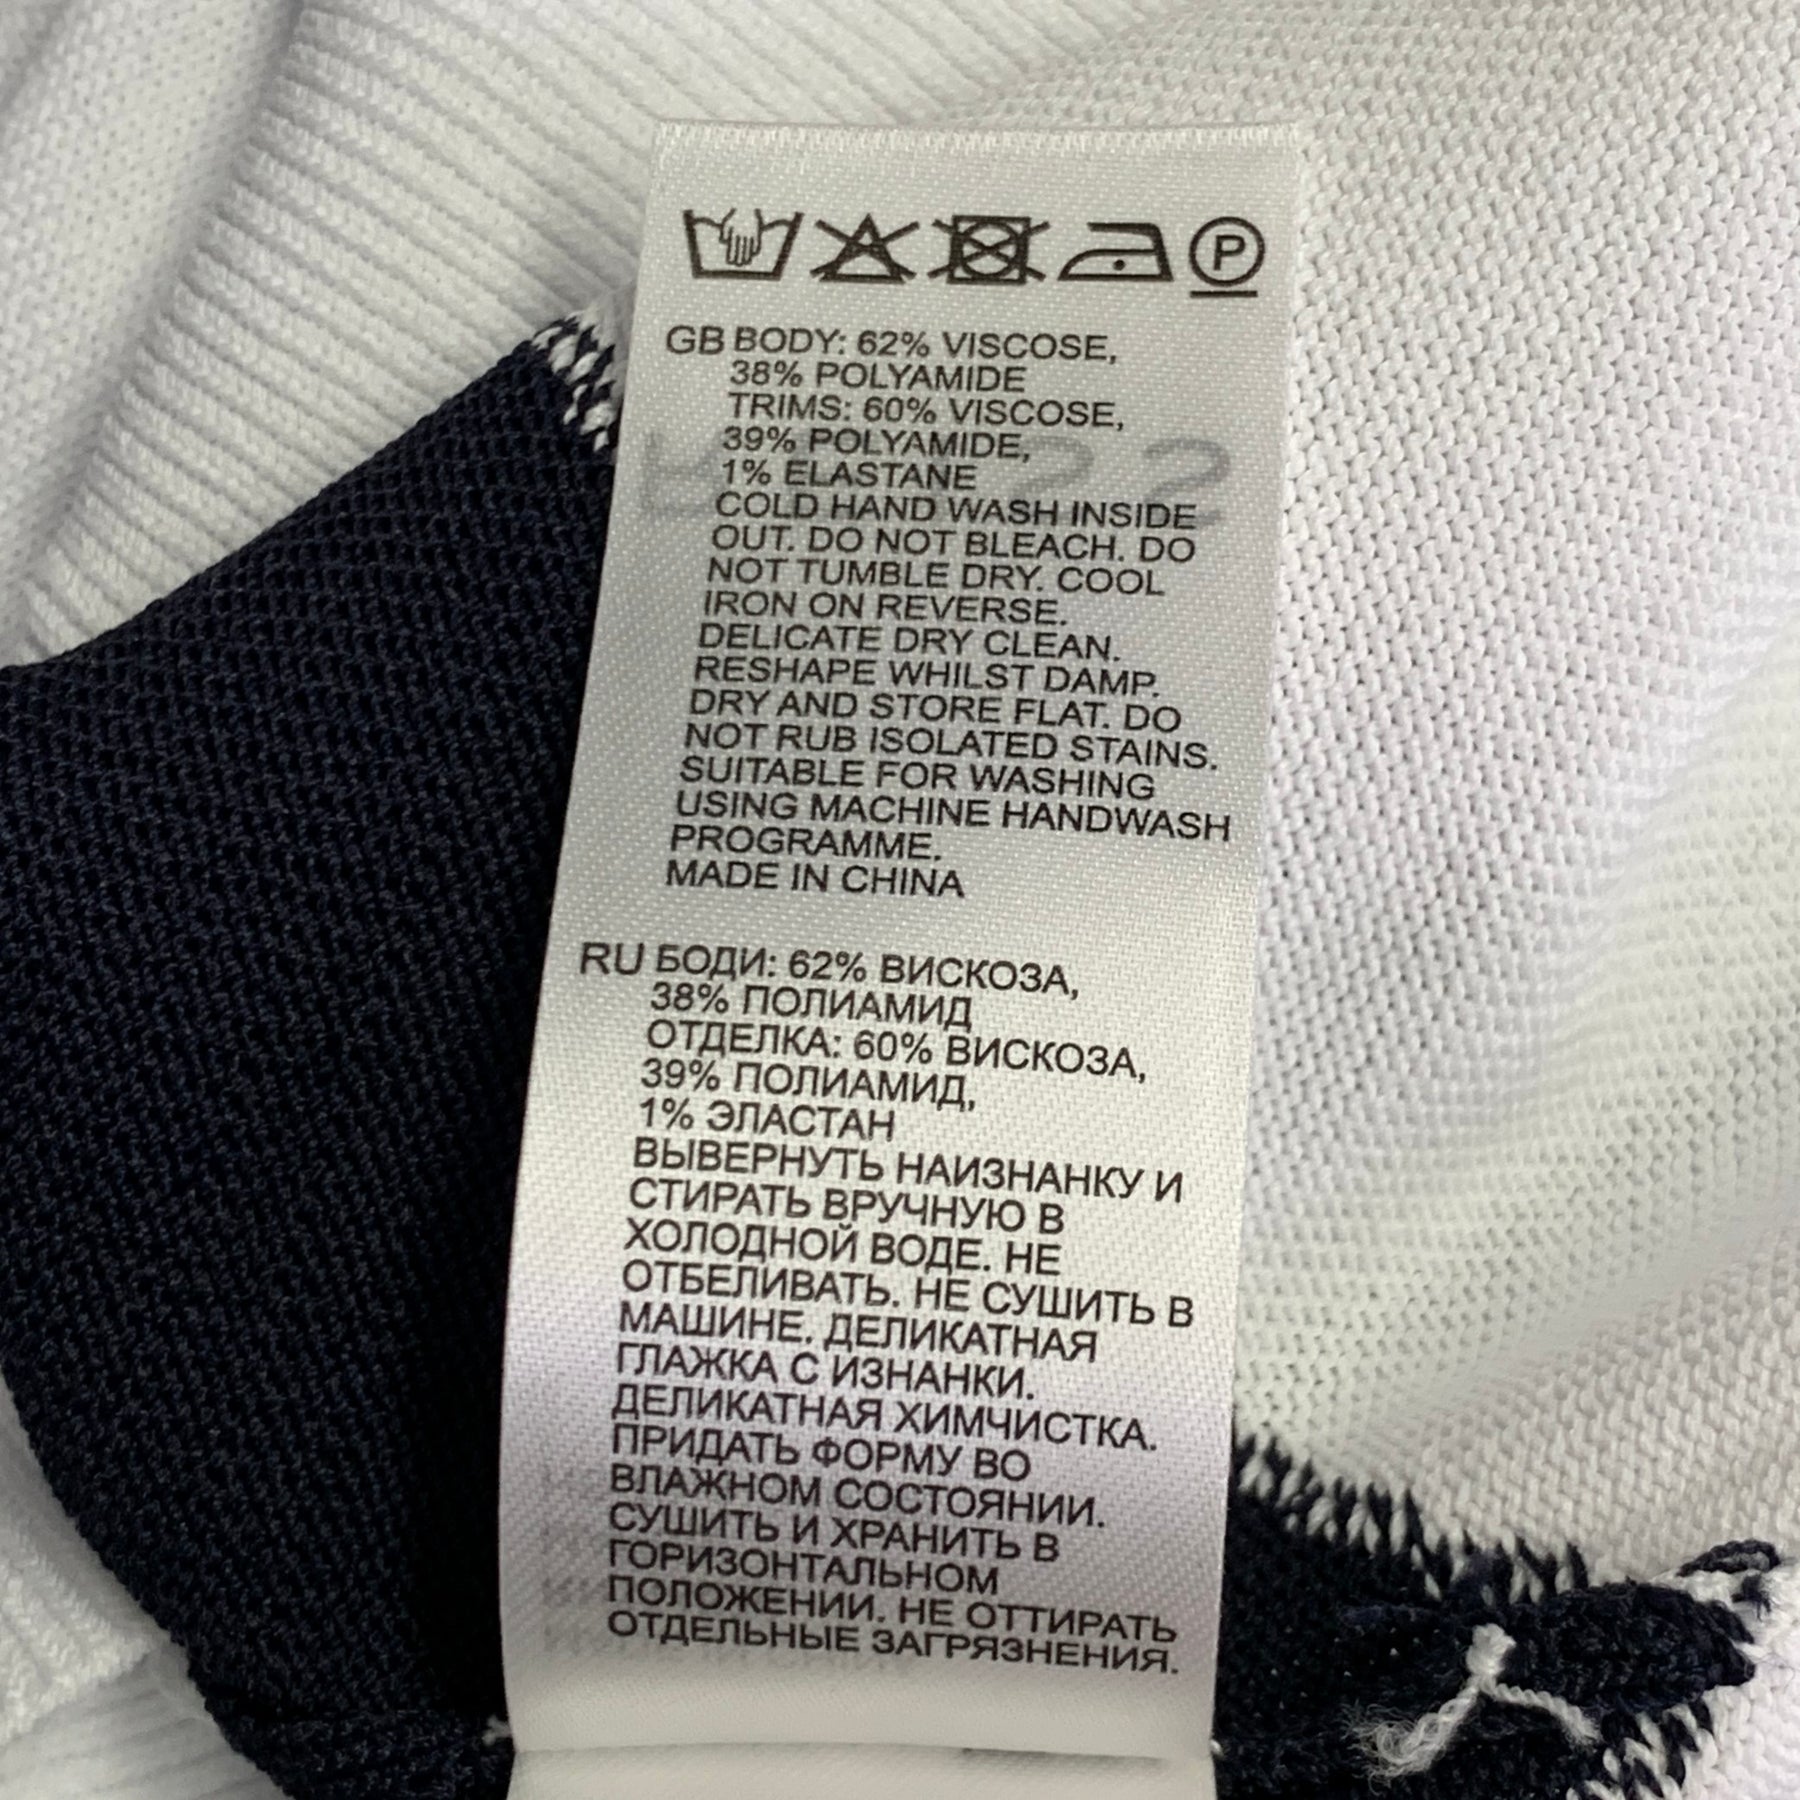 P
GB BODY: 62% VISCOSE,
38% POLYAMIDE
TRIMS: 60% VISCOSE,
39% POLYAMIDE,
1% ELASTANE
COLD HAND WASH INSIDE
OUT. DO NOT BLEACH. DO
NOT TUMBLE DRY. COOL
IRON ON REVERSE.
DELICATE DRY CLEAN.
RESHAPE WHILST DAMP.
DRY AND STORE FLAT. DO
NOT RUB ISOLATED STAINS.
SUITABLE FOR WASHING
USING MACHINE HANDWASH
PROGRAMME.
MADE IN CHINA
RU БОДИ: 62% ВИСКОЗА,
38% ПОЛИАМИД
ОТДЕЛКА: 60% ВИСКОЗА,
39% ПОЛИАМИД,
1% ЭЛАСТАН
ВЫВЕРНУТЬ НАИЗНАНКУ И
СТИРАТЬ ВРУЧНУЮ В
ХОЛОДНОЙ ВОДЕ. НЕ
ОТБЕЛИВАТЬ. НЕ СУШИТЬ В
МАШИНЕ. ДЕЛИКАТНАЯ
ГЛАЖКА С ИЗНАНКИ.
ДЕЛИКАТНАЯ ХИМЧИСТКА.
ПРИДАТЬ ФОРМУ ВО
ВЛАЖНОМ СОСТОЯНИИ.
СУШИТЬ И ХРАНИТЬ В
ГОРИЗОНТАЛЬНОМ
ПОЛОЖЕНИИ. НЕ ОТТИРАТЬ
ОТДЕЛЬНЫЕ ЗАГРЯЗНЕНИЯ.